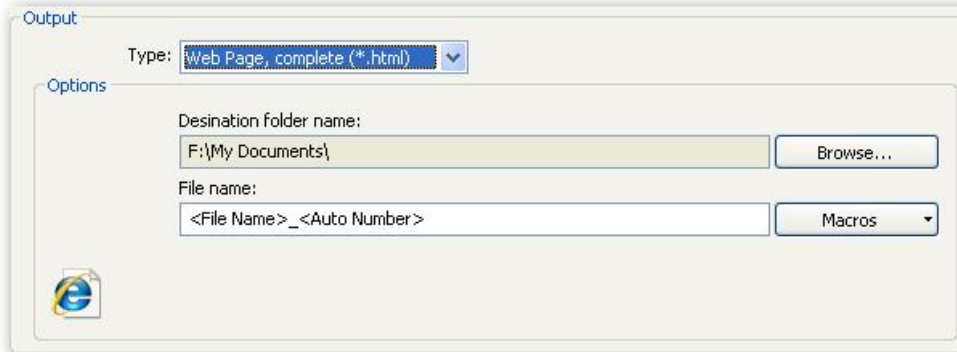 Output
Type: Web Page, complete (*.html)
Options
Desination folder name:
F:\My Documents\ Browse...
File name:
<File Name>_<Auto Number> Macros